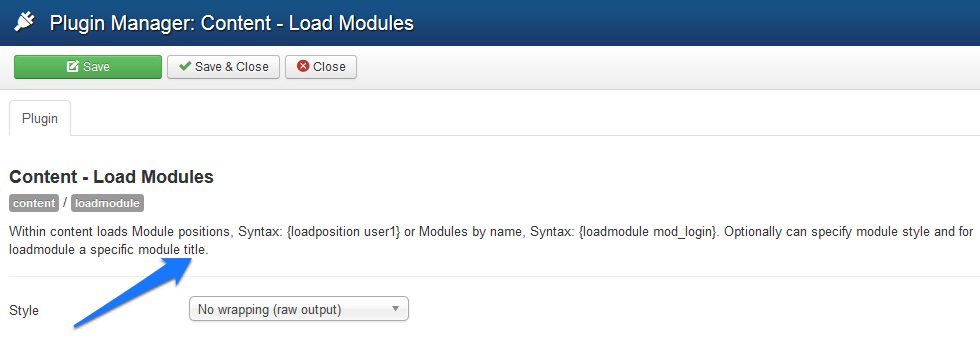 Plugin Manager: Content - Load Modules
Save
Save & Close
Close
Plugin
Content - Load Modules
content / loadmodule
Within content loads Module positions, Syntax: {loadposition user1} or Modules by name, Syntax: {loadmodule mod_login}. Optionally can specify module style and for
loadmodule a specific module title.
Style
No wrapping (raw output)